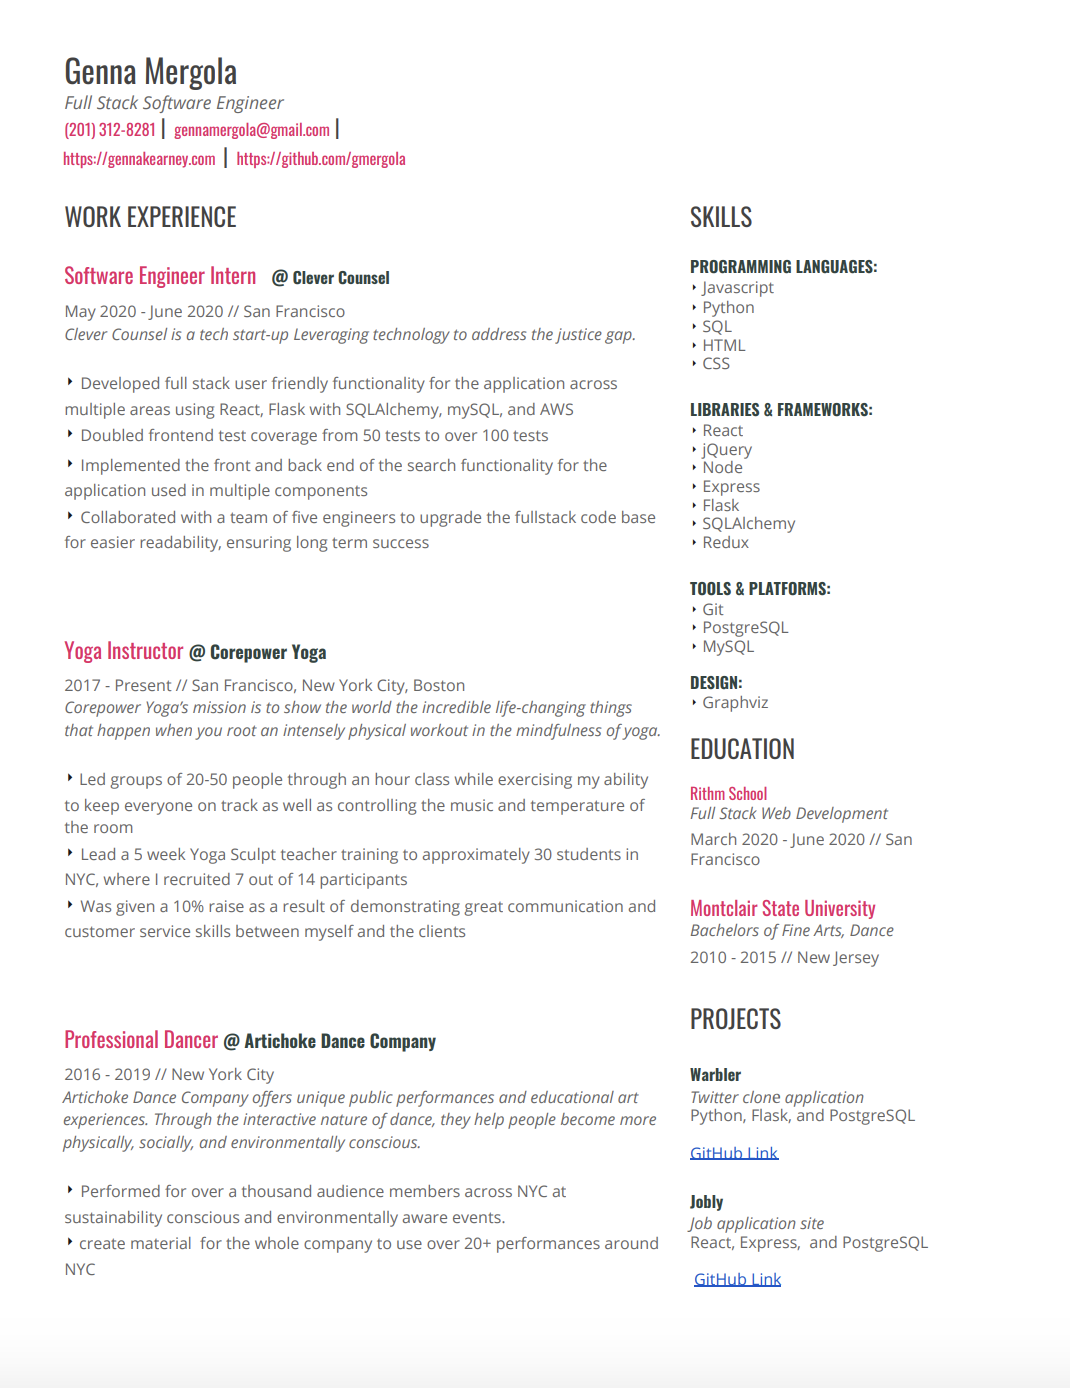 Genna Mergola
Full Stack Software Engineer
(201) 312-8281 | gennamergola@gmail.com |
https://gennakearney.com | https://github.com/gmergola
WORK EXPERIENCE
Software Engineer Intern @ Clever Counsel
May 2020 - June 2020 // San Francisco
Clever Counsel is a tech start-up Leveraging technology to address the justice gap.
‣ Developed full stack user friendly functionality for the application across
multiple areas using React, Flask with SQLAlchemy, mySQL, and AWS
‣ Doubled frontend test coverage from 50 tests to over 100 tests
‣ Implemented the front and back end of the search functionality for the
application used in multiple components
‣ Collaborated with a team of five engineers to upgrade the fullstack code base
for easier readability, ensuring long term success
Yoga Instructor @ Corepower Yoga
2017 - Present // San Francisco, New York City, Boston
Corepower Yoga's mission is to show the world the incredible life-changing things
that happen when you root an intensely physical workout in the mindfulness of yoga.
‣ Led groups of 20-50 people through an hour class while exercising my ability
to keep everyone on track as well as controlling the music and temperature of
the room
‣ Lead a 5 week Yoga Sculpt teacher training to approximately 30 students in
NYC, where I recruited 7 out of 14 participants
‣ Was given a 10% raise as a result of demonstrating great communication and
customer service skills between myself and the clients
Professional Dancer @ Artichoke Dance Company
2016 - 2019 // New York City
Artichoke Dance Company offers unique public performances and educational art
experiences. Through the interactive nature of dance, they help people become more
physically, socially, and environmentally conscious.
‣ Performed for over a thousand audience members across NYC at
sustainability conscious and environmentally aware events.
‣ create material for the whole company to use over 20+ performances around
NYC
SKILLS
PROGRAMMING LANGUAGES:
‣ Javascript
‣ Python
‣ SQL
‣ HTML
‣ CSS
LIBRARIES & FRAMEWORKS:
‣ React
‣ jQuery
‣ Node
‣ Express
‣ Flask
‣ SQLAlchemy
‣ Redux
TOOLS & PLATFORMS:
‣ Git
‣ PostgreSQL
‣ MySQL
DESIGN:
‣ Graphviz
EDUCATION
Rithm School
Full Stack Web Development
March 2020 - June 2020 // San
Francisco
Montclair State University
Bachelors of Fine Arts, Dance
2010 - 2015 // New Jersey
PROJECTS
Warbler
Twitter clone application
Python, Flask, and PostgreSQL
GitHub Link
Jobly
Job application site
React, Express, and PostgreSQL
GitHub Link